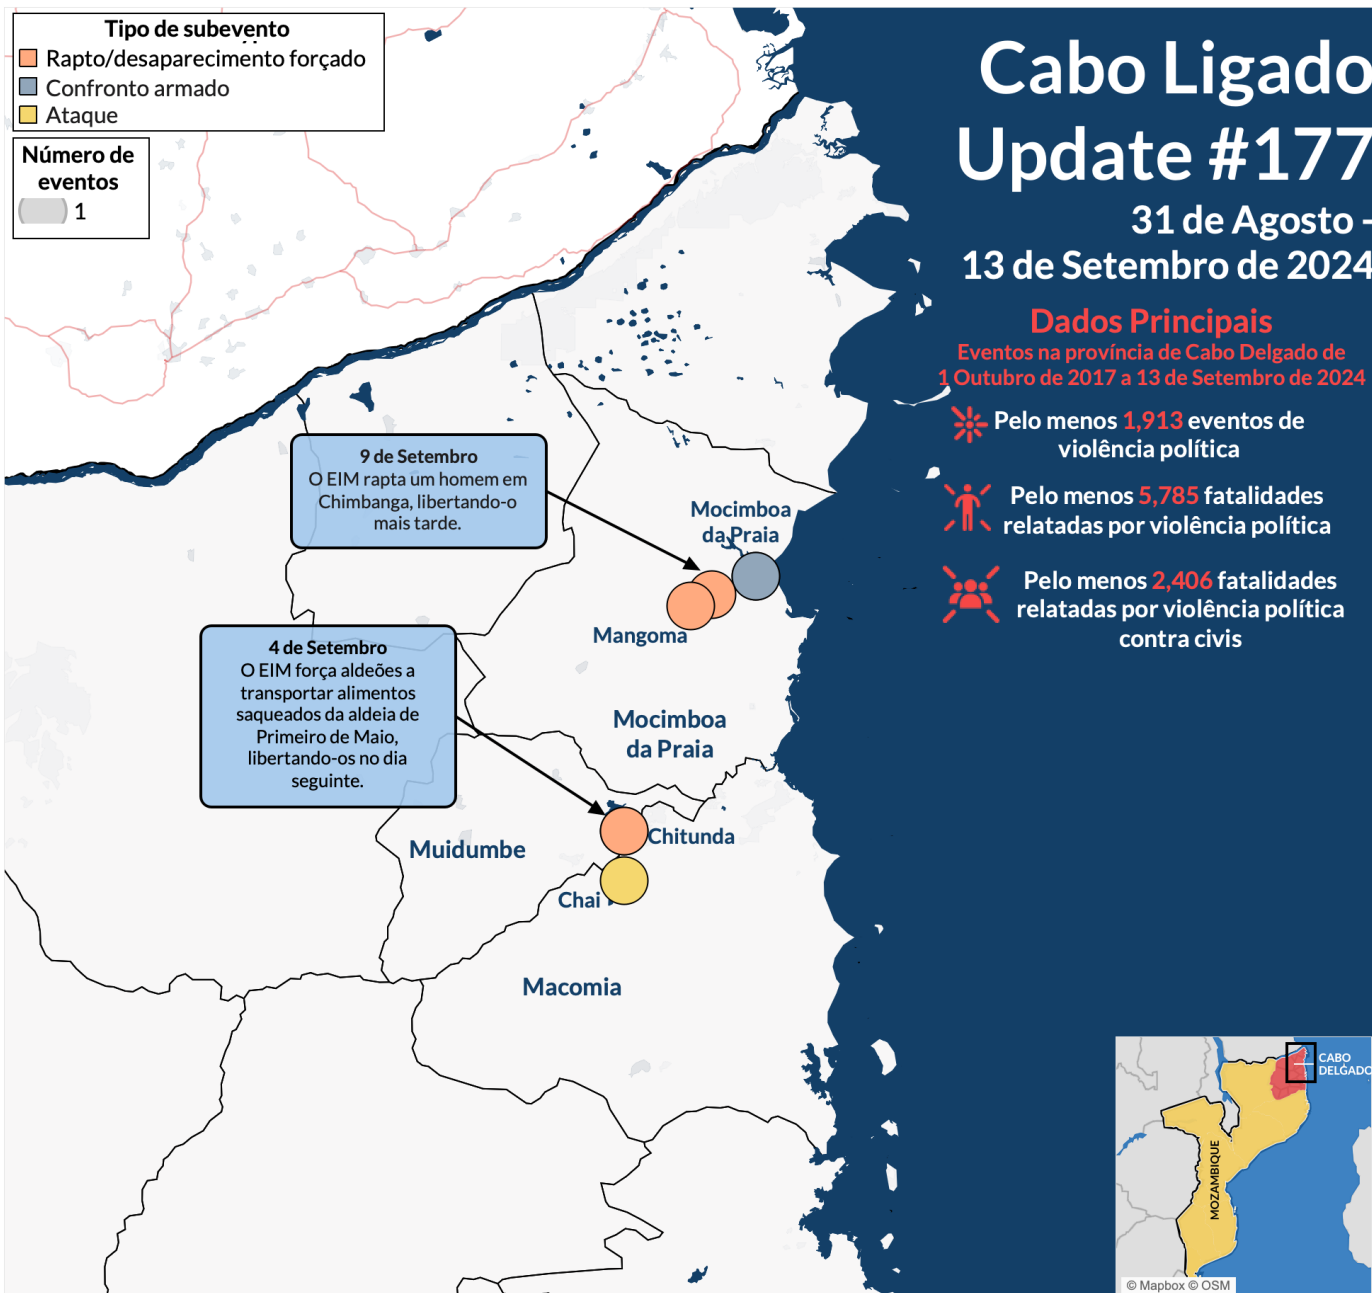 Tipo de subevento
Rapto/desaparecimento forçado
Confronto armado
Ataque
Número de
eventos
1
Cabo Ligado
Update #177
31 de Agosto -
13 de Setembro de 2024
Dados Principais
Eventos na província de Cabo Delgado de
1 Outubro de 2017 a 13 de Setembro de 2024
Pelo menos 1,913 eventos de
violência política
Pelo menos 5,785 fatalidades
relatadas por violência política
Pelo menos 2,406 fatalidades
relatadas por violência política
contra civis
9 de Setembro
O EIM rapta um homem em
Chimbanga, libertando-o
mais tarde.
Mocimboa
da Praia
Mangoma
4 de Setembro
O EIM força aldeões a
transportar alimentos
saqueados da aldeia de
Primeiro de Maio,
libertando-os no dia
seguinte.
Mocimboa
da Praia
Chitunda
Muidumbe
Chai
Macomia
CABO
DELGADO
MOZAMBIQUE
© Mapbox © OSM